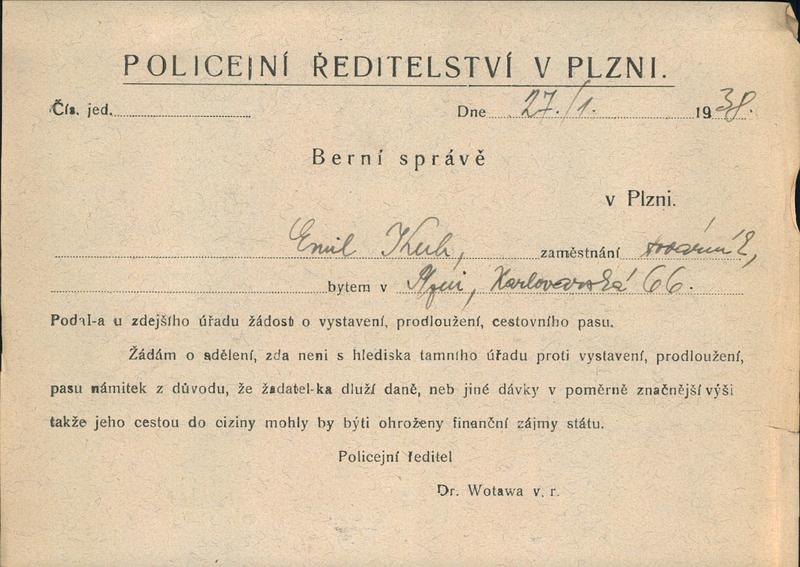 POLICEJNÍ ŘEDITELSTVÍ V PLZNI.
Čís. jed. Dne 27./1. 1938.
Berní správě
v Plzni.
Emil Kuh, zaměstnání továrník,
bytem v Plzni, Karlovarská 66.
Podal-a u zdejšího úřadu žádost o vystavení, prodloužení, cestovního pasu.
Žádám o sdělení, zda neni s hlediska tamního úřadu proti vystavení, prodloužení,
pasu námitek z důvodu, že žadatel-ka dluží daně, neb jiné dávky v poměrně značnější výši
takže jeho cestou do ciziny mohly by býti ohroženy finanční zájmy státu.
Policejní ředitel
Dr. Wotawa v. r.